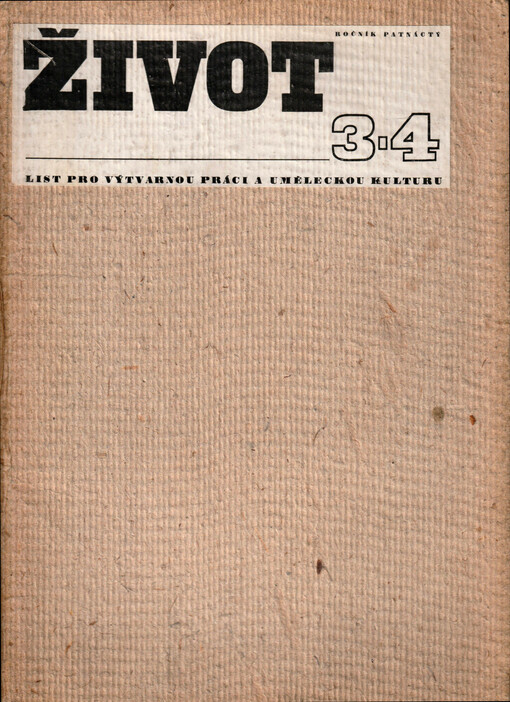 ROČNÍK PATNÁCTÝ
ŽIVOT
3·4
LIST PRO VÝTVARNOU PRÁCI A UMĚLECKOU KULTURU